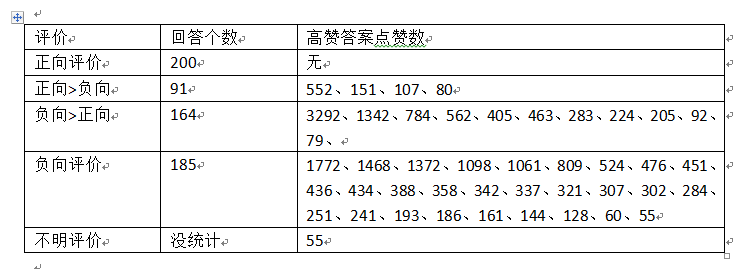 评价 回答个数 高赞答案点赞数
正向评价 200 无
正向>负向 91 552、151、107、80
负向>正向 164 3292、1342、784、562、405、463、283、224、205、92、
79、
负向评价 185 1772、1468、1372、1098、1061、809、524、476、451、
436、434、388、358、342、337、321、307、302、284、
251、241、193、186、161、144、128、60、55
不明评价 没统计 55